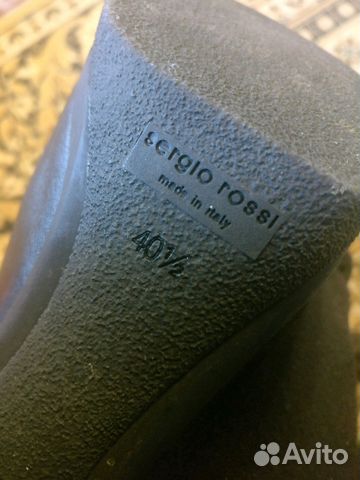 sergio rossi
made in italy
40½
Avito